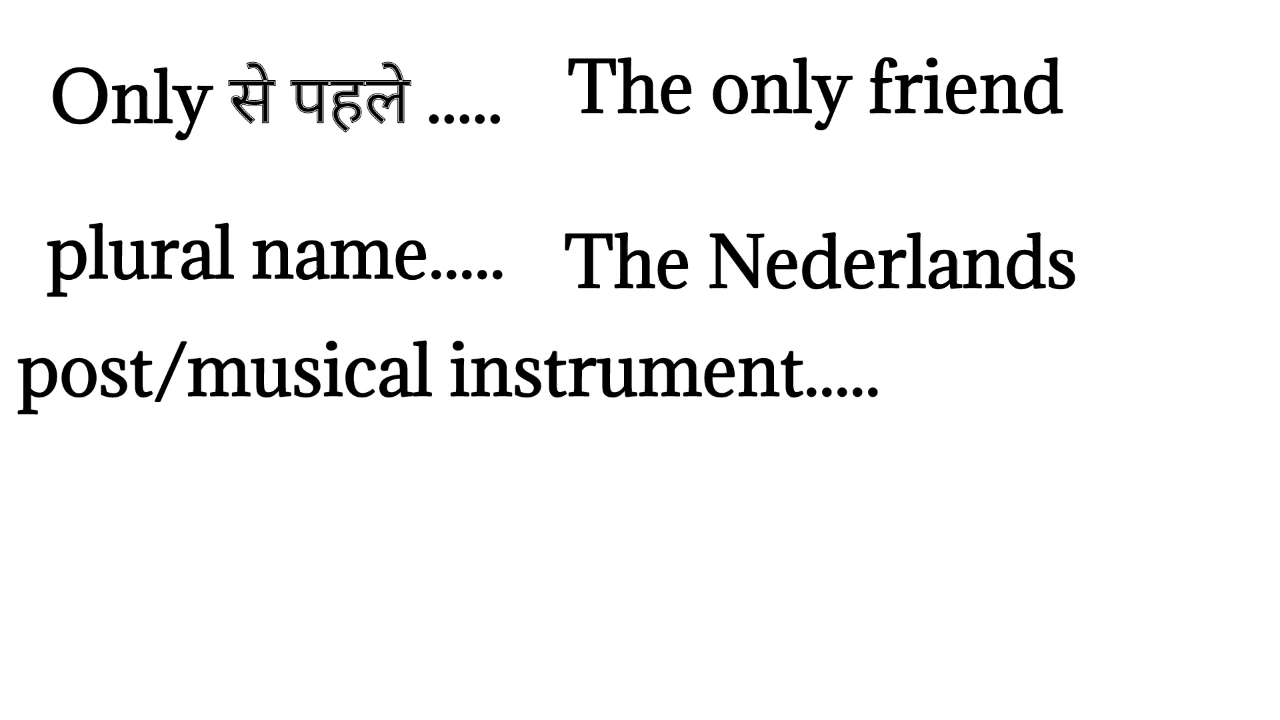 Only से पहले ..... The only friend
plural name..... The Nederlands
post/musical instrument.....